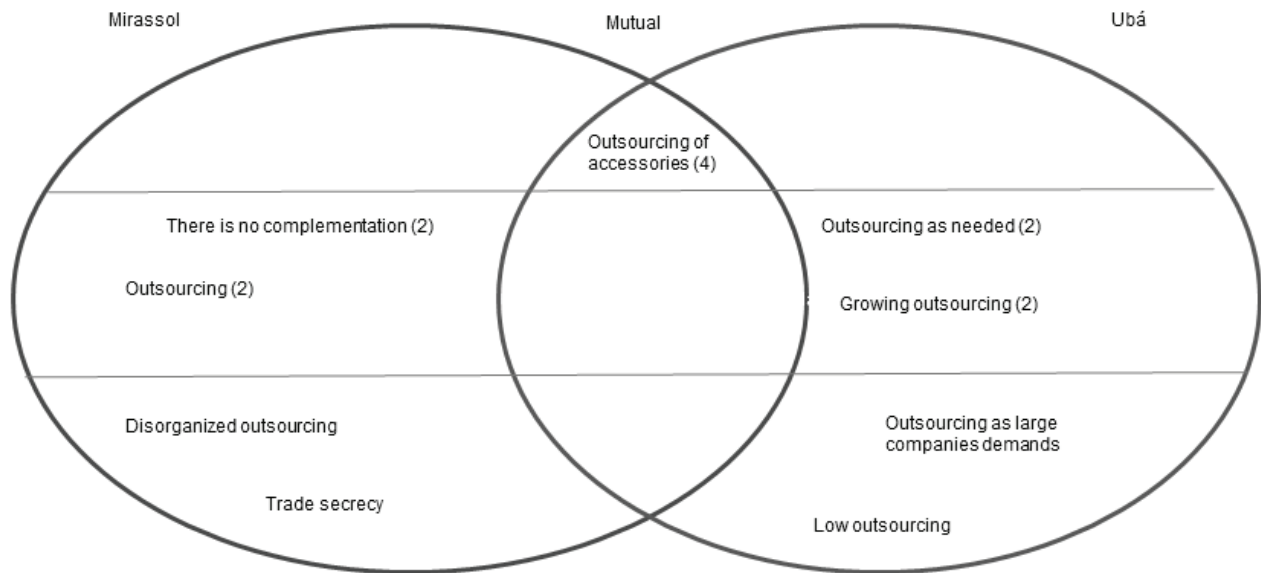 Mirassol
Mutual
Ubá
Outsourcing of
accessories (4)
There is no complementation (2)
Outsourcing as needed (2)
Outsourcing (2)
Growing outsourcing (2)
Disorganized outsourcing
Outsourcing as large
companies demands
Trade secrecy
Low outsourcing